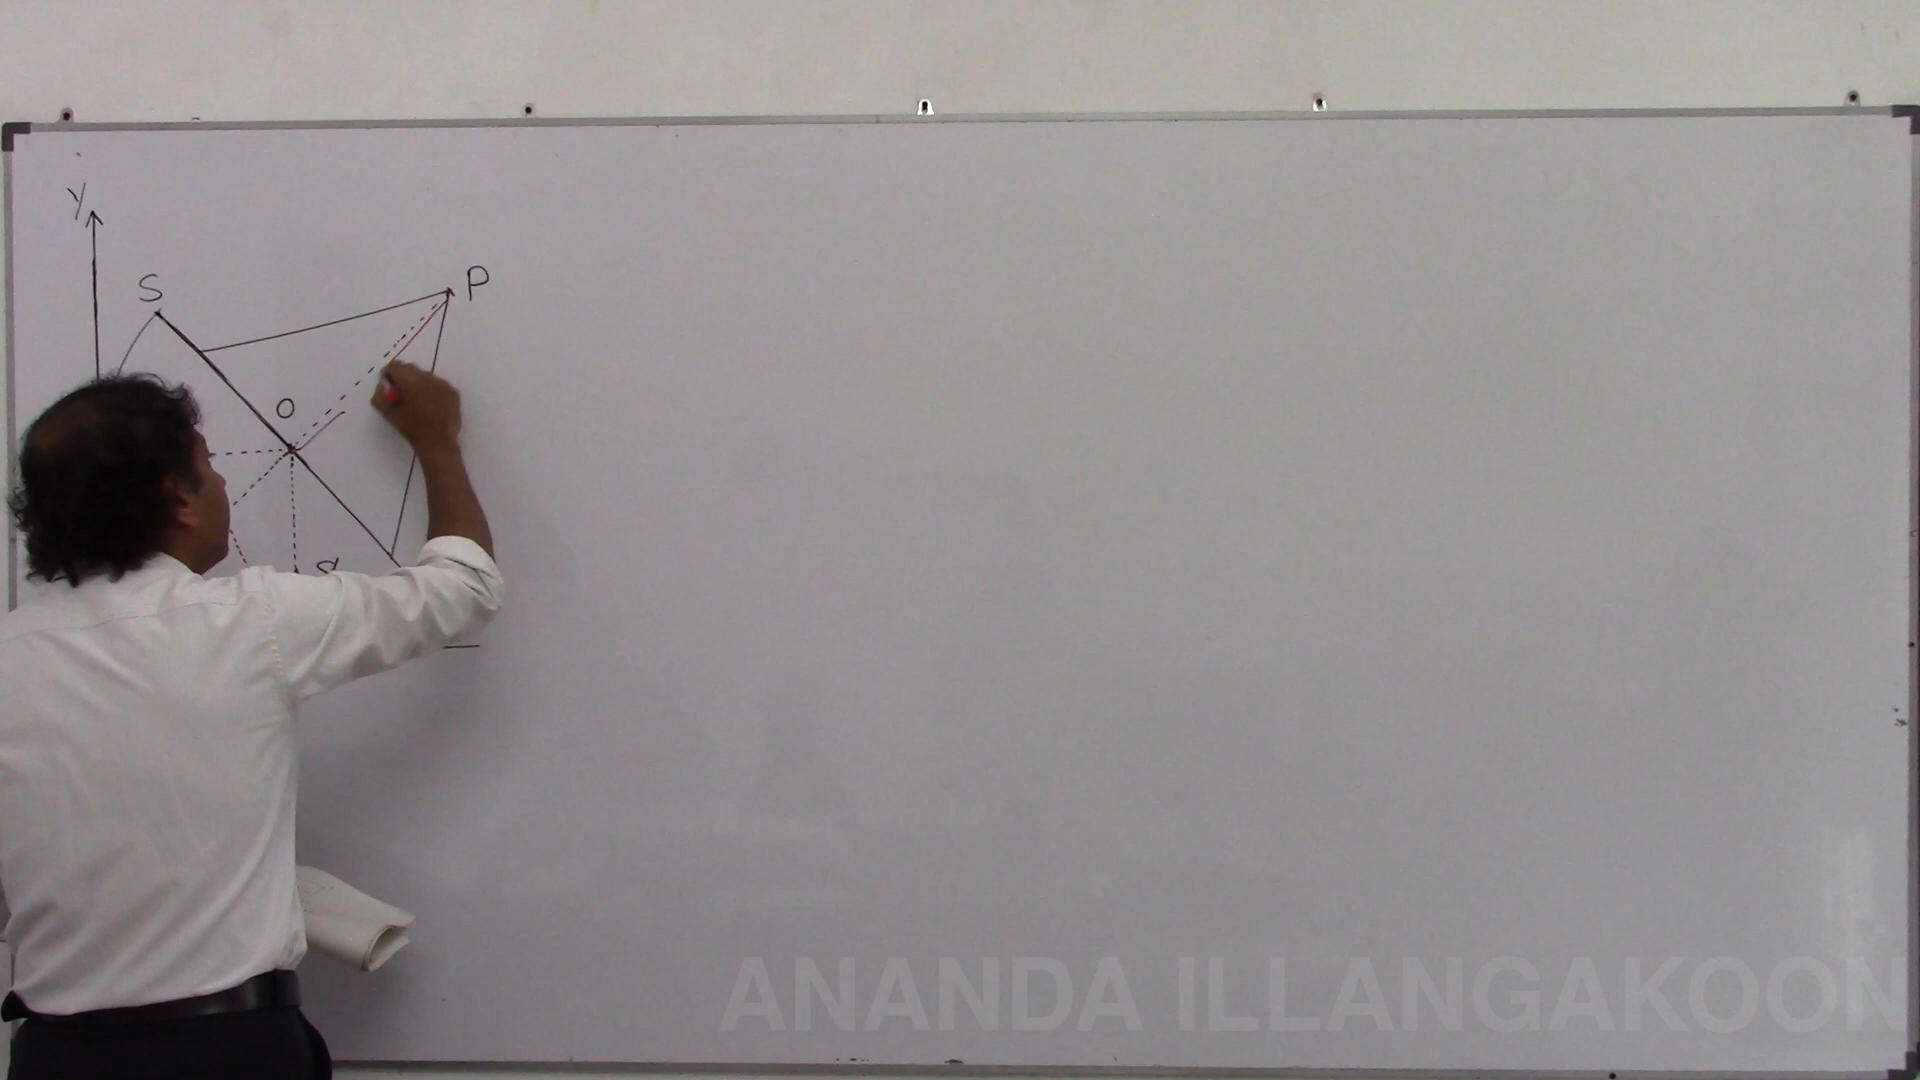 Y
S
P
O
α
ANANDA ILLANGAKOON